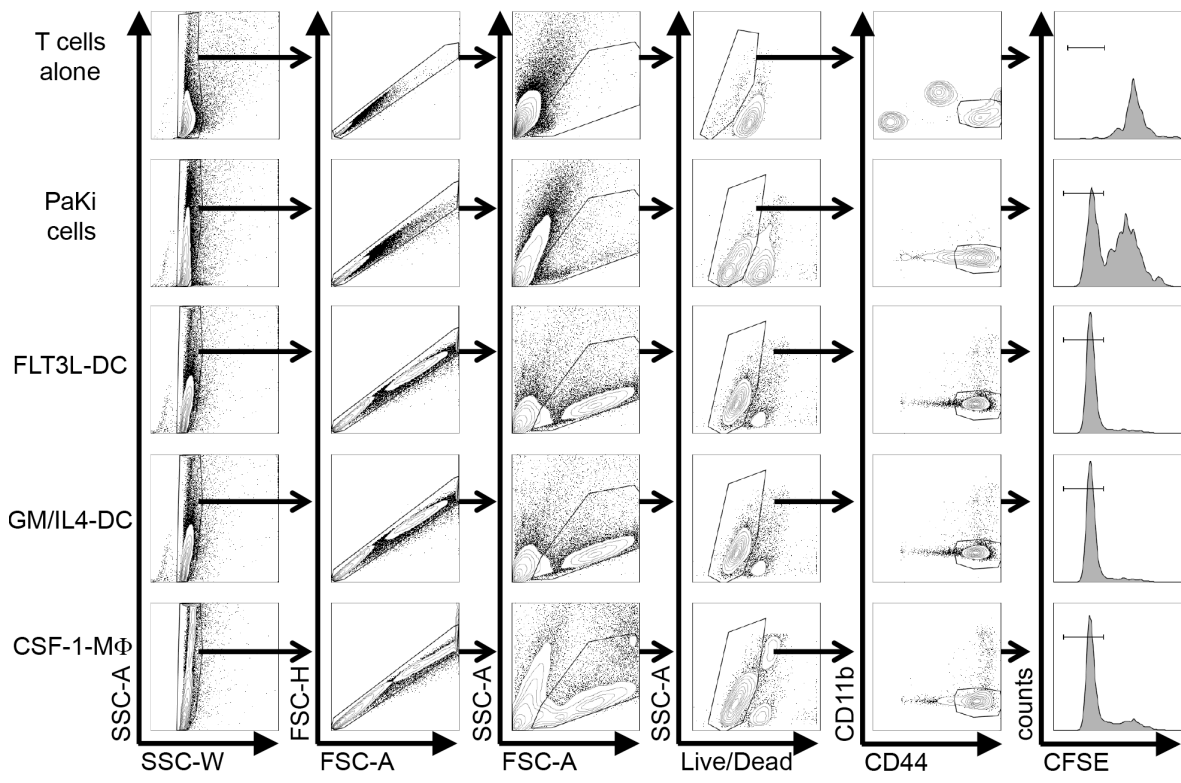 T cells
alone
PaKi
cells
FLT3L-DC
GM/IL4-DC
CSF-1-MΦ
SSC-A
FSC-H
SSC-A
SSC-A
CD11b
counts
SSC-W
FSC-A
FSC-A
Live/Dead
CD44
CFSE